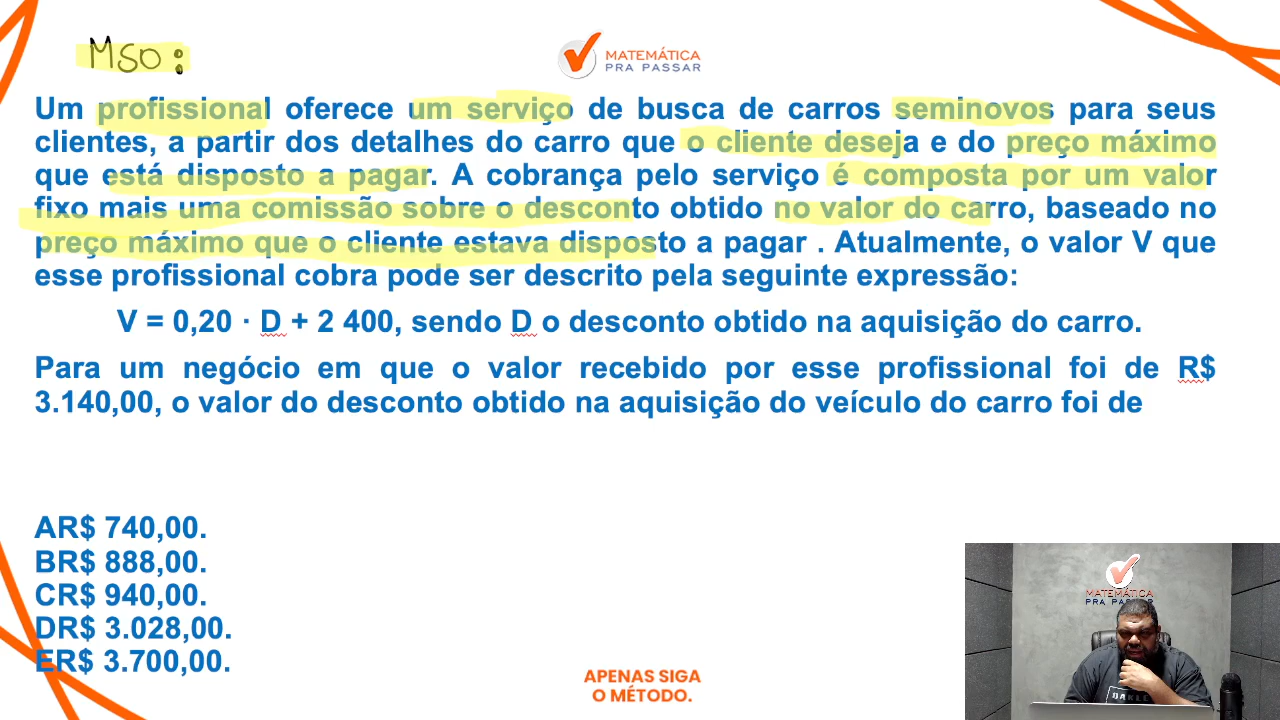 MSO:
MATEMÁTICA
PRA PASSAR
Um profissional oferece um serviço de busca de carros seminovos para seus
clientes, a partir dos detalhes do carro que o cliente deseja e do preço máximo
que está disposto a pagar. A cobrança pelo serviço é composta por um valor
fixo mais uma comissão sobre o desconto obtido no valor do carro, baseado no
preço máximo que o cliente estava disposto a pagar . Atualmente, o valor V que
esse profissional cobra pode ser descrito pela seguinte expressão:
V = 0,20 · D + 2 400, sendo D o desconto obtido na aquisição do carro.
Para um negócio em que o valor recebido por esse profissional foi de R$
3.140,00, o valor do desconto obtido na aquisição do veículo do carro foi de
AR$ 740,00.
BR$ 888,00.
CR$ 940,00.
DR$ 3.028,00.
ER$ 3.700,00.
MATEMÁTICA
PRA PASSAR
APENAS SIGA
O MÉTODO.